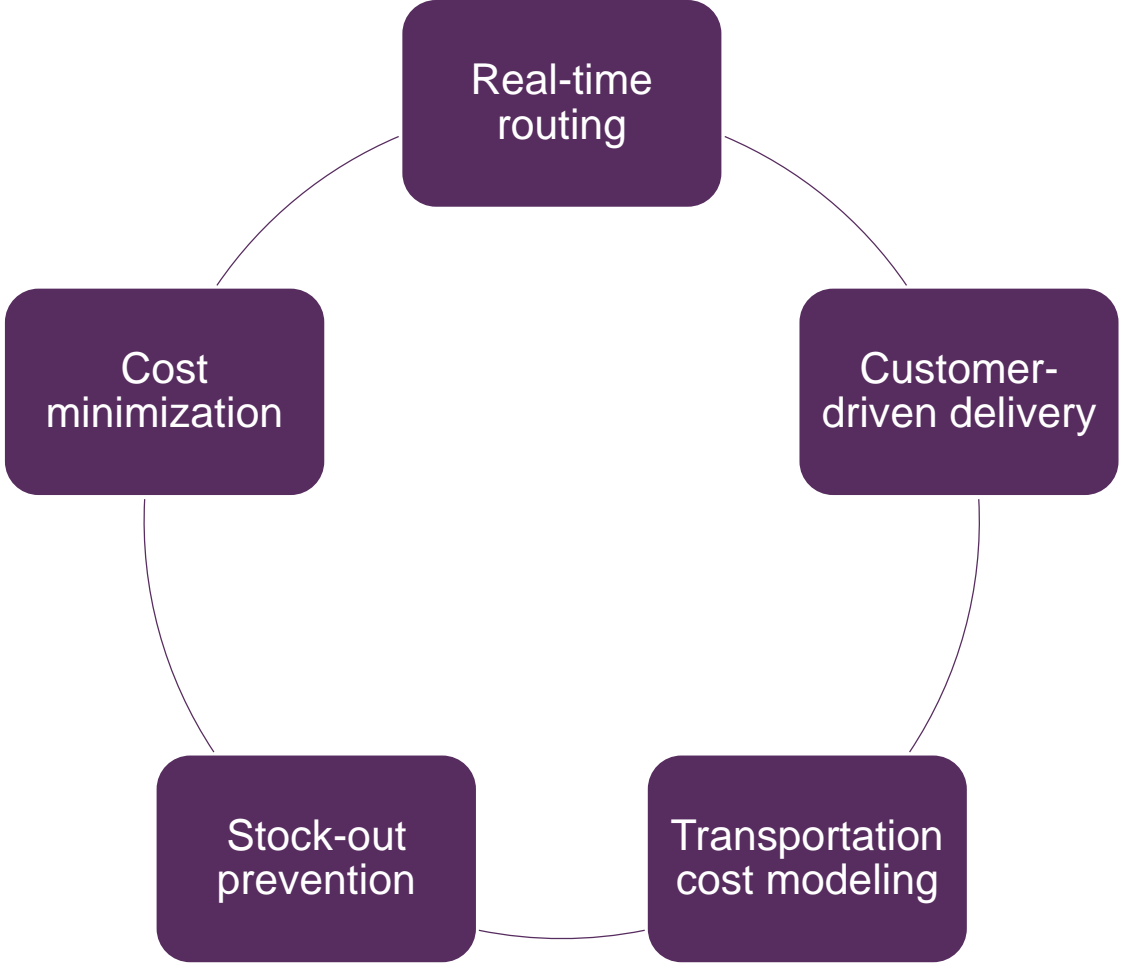 Real-time
routing
Customer-
driven delivery
Transportation
cost modeling
Stock-out
prevention
Cost
minimization